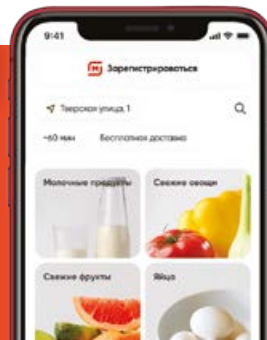 9:41
Зарегистрироваться
Тверская улица, 1
~60 мин Бесплатная доставка
Молочные продукты Свежие овощи
Свежие фрукты Яйца